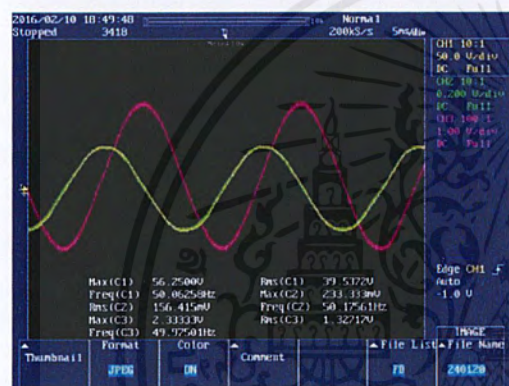 2016/02/10 18:49:48
Normal
Stopped 3418
200kS/s 5ms/div
CH1 10:1
50.0 V/div
DC Full
CH2 10:1
0.200 V/div
DC Full
CH3 100:1
1.00 V/div
DC Full
Edge CH1
Auto
-1.0 V
Max(C1) 56.2500V
Rms(C1) 39.5372V
Freq(C1) 50.06258Hz
Max(C2) 233.333mV
Rms(C2) 156.415mV
Freq(C2) 50.17561Hz
Max(C3) 2.33333V
Rms(C3) 1.32717V
Freq(C3) 49.97501Hz
IMAGE
Thumbnail
Format
JPEG
Color
ON
Comment
File List
FD
File Name
Z40120